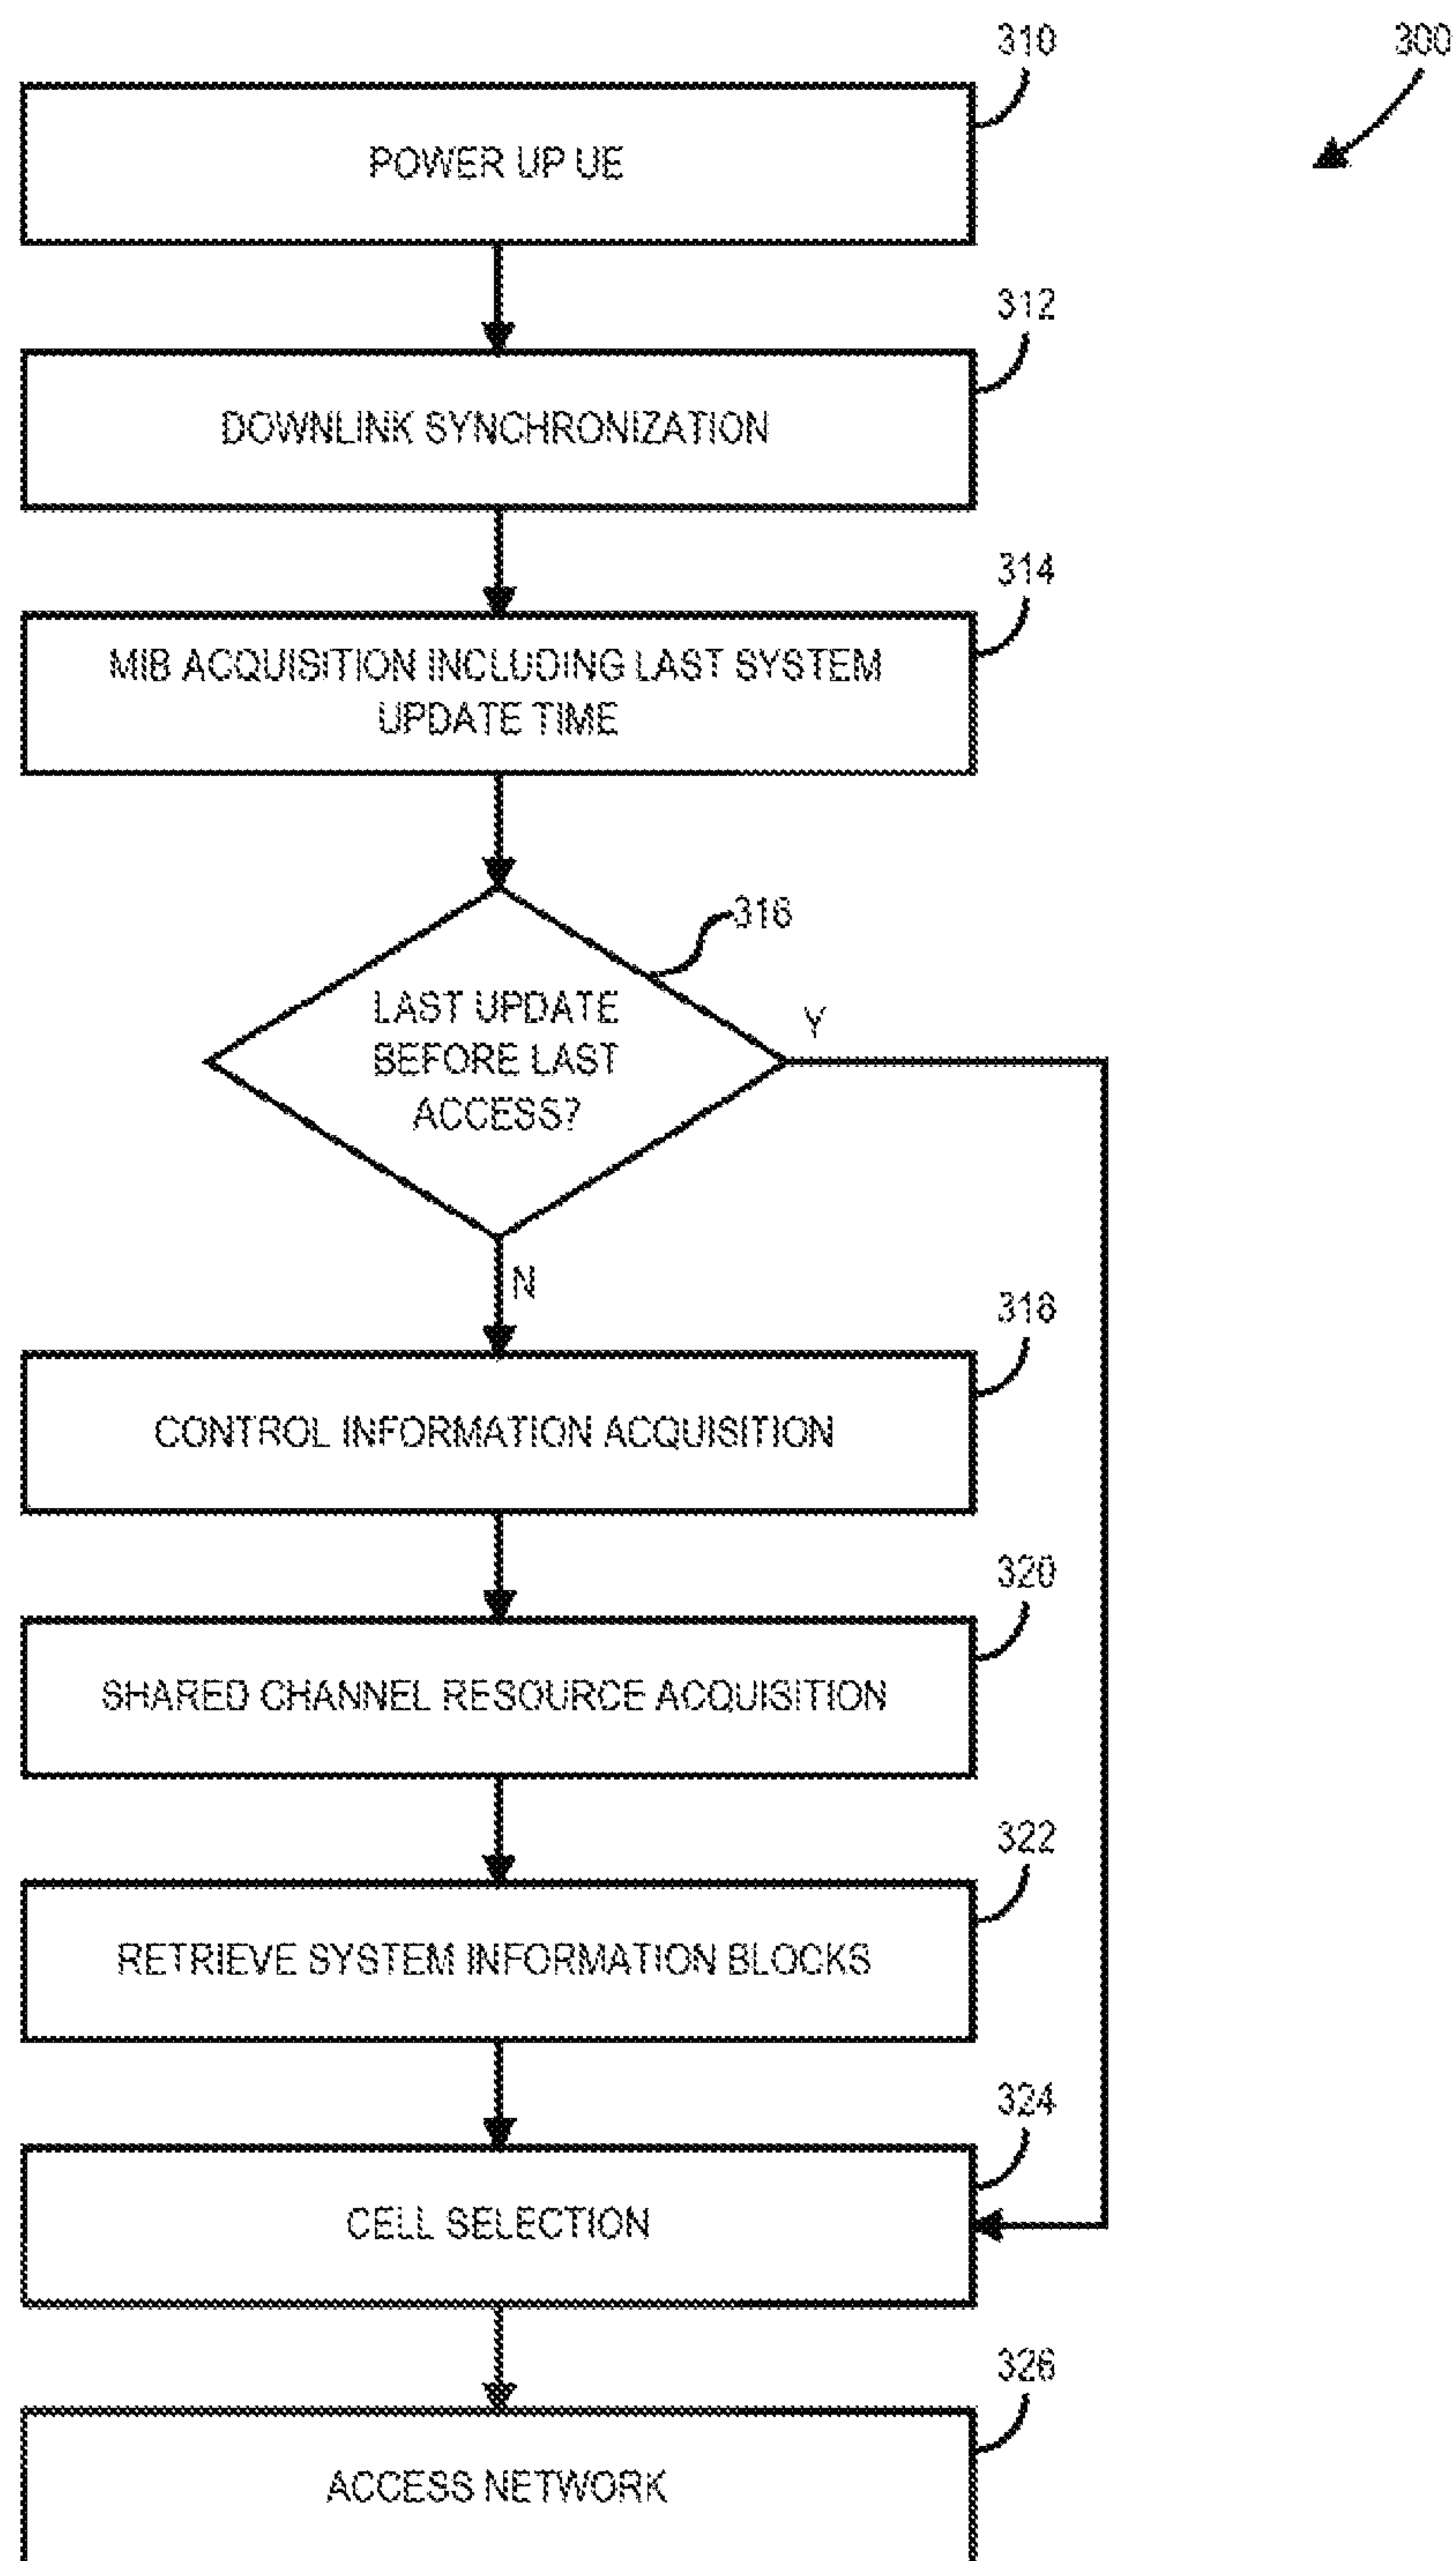 310
300
POWER UP UE
312
DOWNLINK SYNCHRONIZATION
314
MIB ACQUISITION INCLUDING LAST SYSTEM
UPDATE TIME
316
LAST UPDATE
BEFORE LAST
ACCESS?
Y
N
318
CONTROL INFORMATION ACQUISITION
320
SHARED CHANNEL RESOURCE ACQUISITION
322
RETRIEVE SYSTEM INFORMATION BLOCKS
324
CELL SELECTION
326
ACCESS NETWORK